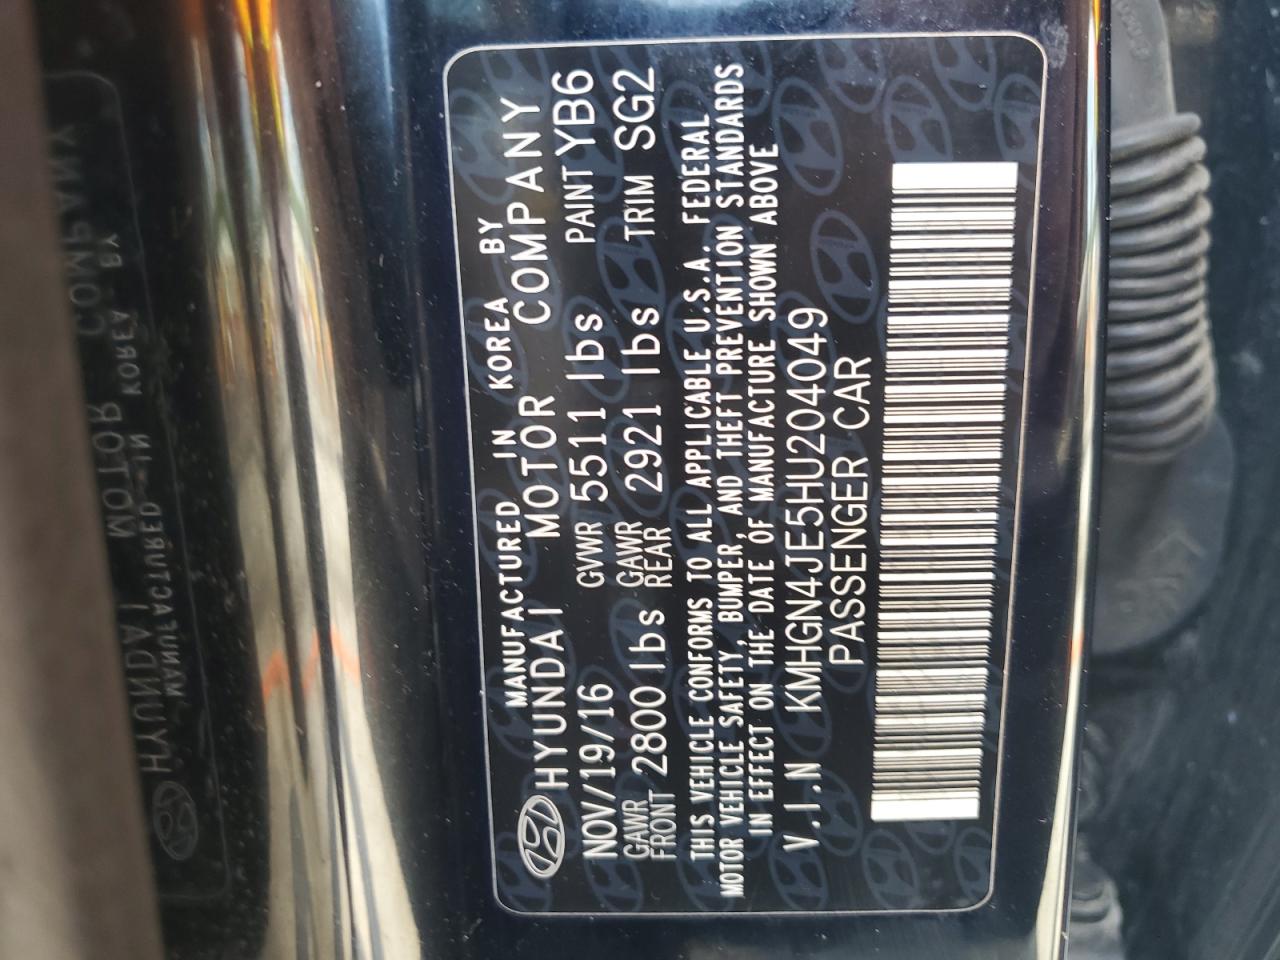 MANUFACTURED IN KOREA BY
HYUNDAI MOTOR COMPANY
NOV/19/16 GVWR 5511 lbs PAINT YB6
GAWR FRONT 2800 lbs GAWR REAR 2921 lbs TRIM SG2
THIS VEHICLE CONFORMS TO ALL APPLICABLE U.S.A. FEDERAL
MOTOR VEHICLE SAFETY, BUMPER, AND THEFT PREVENTION STANDARDS
IN EFFECT ON THE DATE OF MANUFACTURE SHOWN ABOVE
V.I.N KMHGN4JE5HU204049
PASSENGER CAR